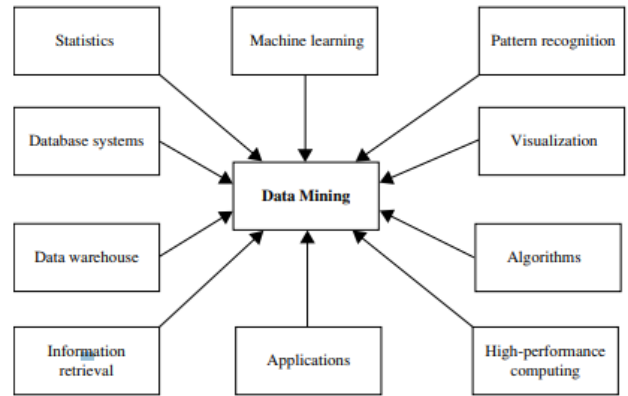 Statistics
Machine learning
Pattern recognition
Database systems
Visualization
Data Mining
Data warehouse
Algorithms
Information
retrieval
Applications
High-performance
computing